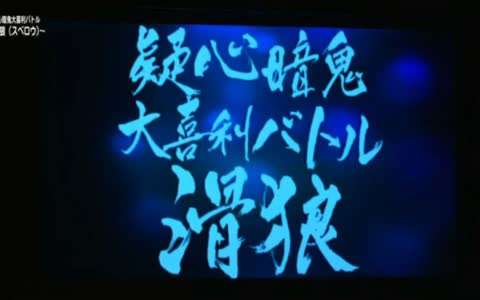 心暗鬼大喜利バトル
狼（スベロウ）～
疑心暗鬼
大喜利バトル
滑狼